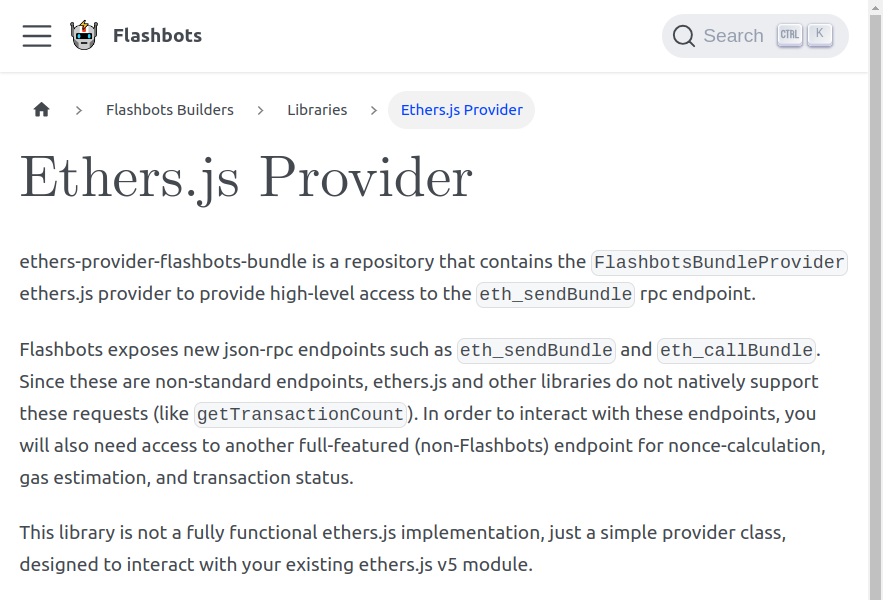 Flashbots
Search CTRL K
Flashbots Builders > Libraries > Ethers.js Provider
Ethers.js Provider
ethers-provider-flashbots-bundle is a repository that contains the FlashbotsBundleProvider
ethers.js provider to provide high-level access to the eth_sendBundle rpc endpoint.
Flashbots exposes new json-rpc endpoints such as eth_sendBundle and eth_callBundle.
Since these are non-standard endpoints, ethers.js and other libraries do not natively support
these requests (like getTransactionCount). In order to interact with these endpoints, you
will also need access to another full-featured (non-Flashbots) endpoint for nonce-calculation,
gas estimation, and transaction status.
This library is not a fully functional ethers.js implementation, just a simple provider class,
designed to interact with your existing ethers.js v5 module.